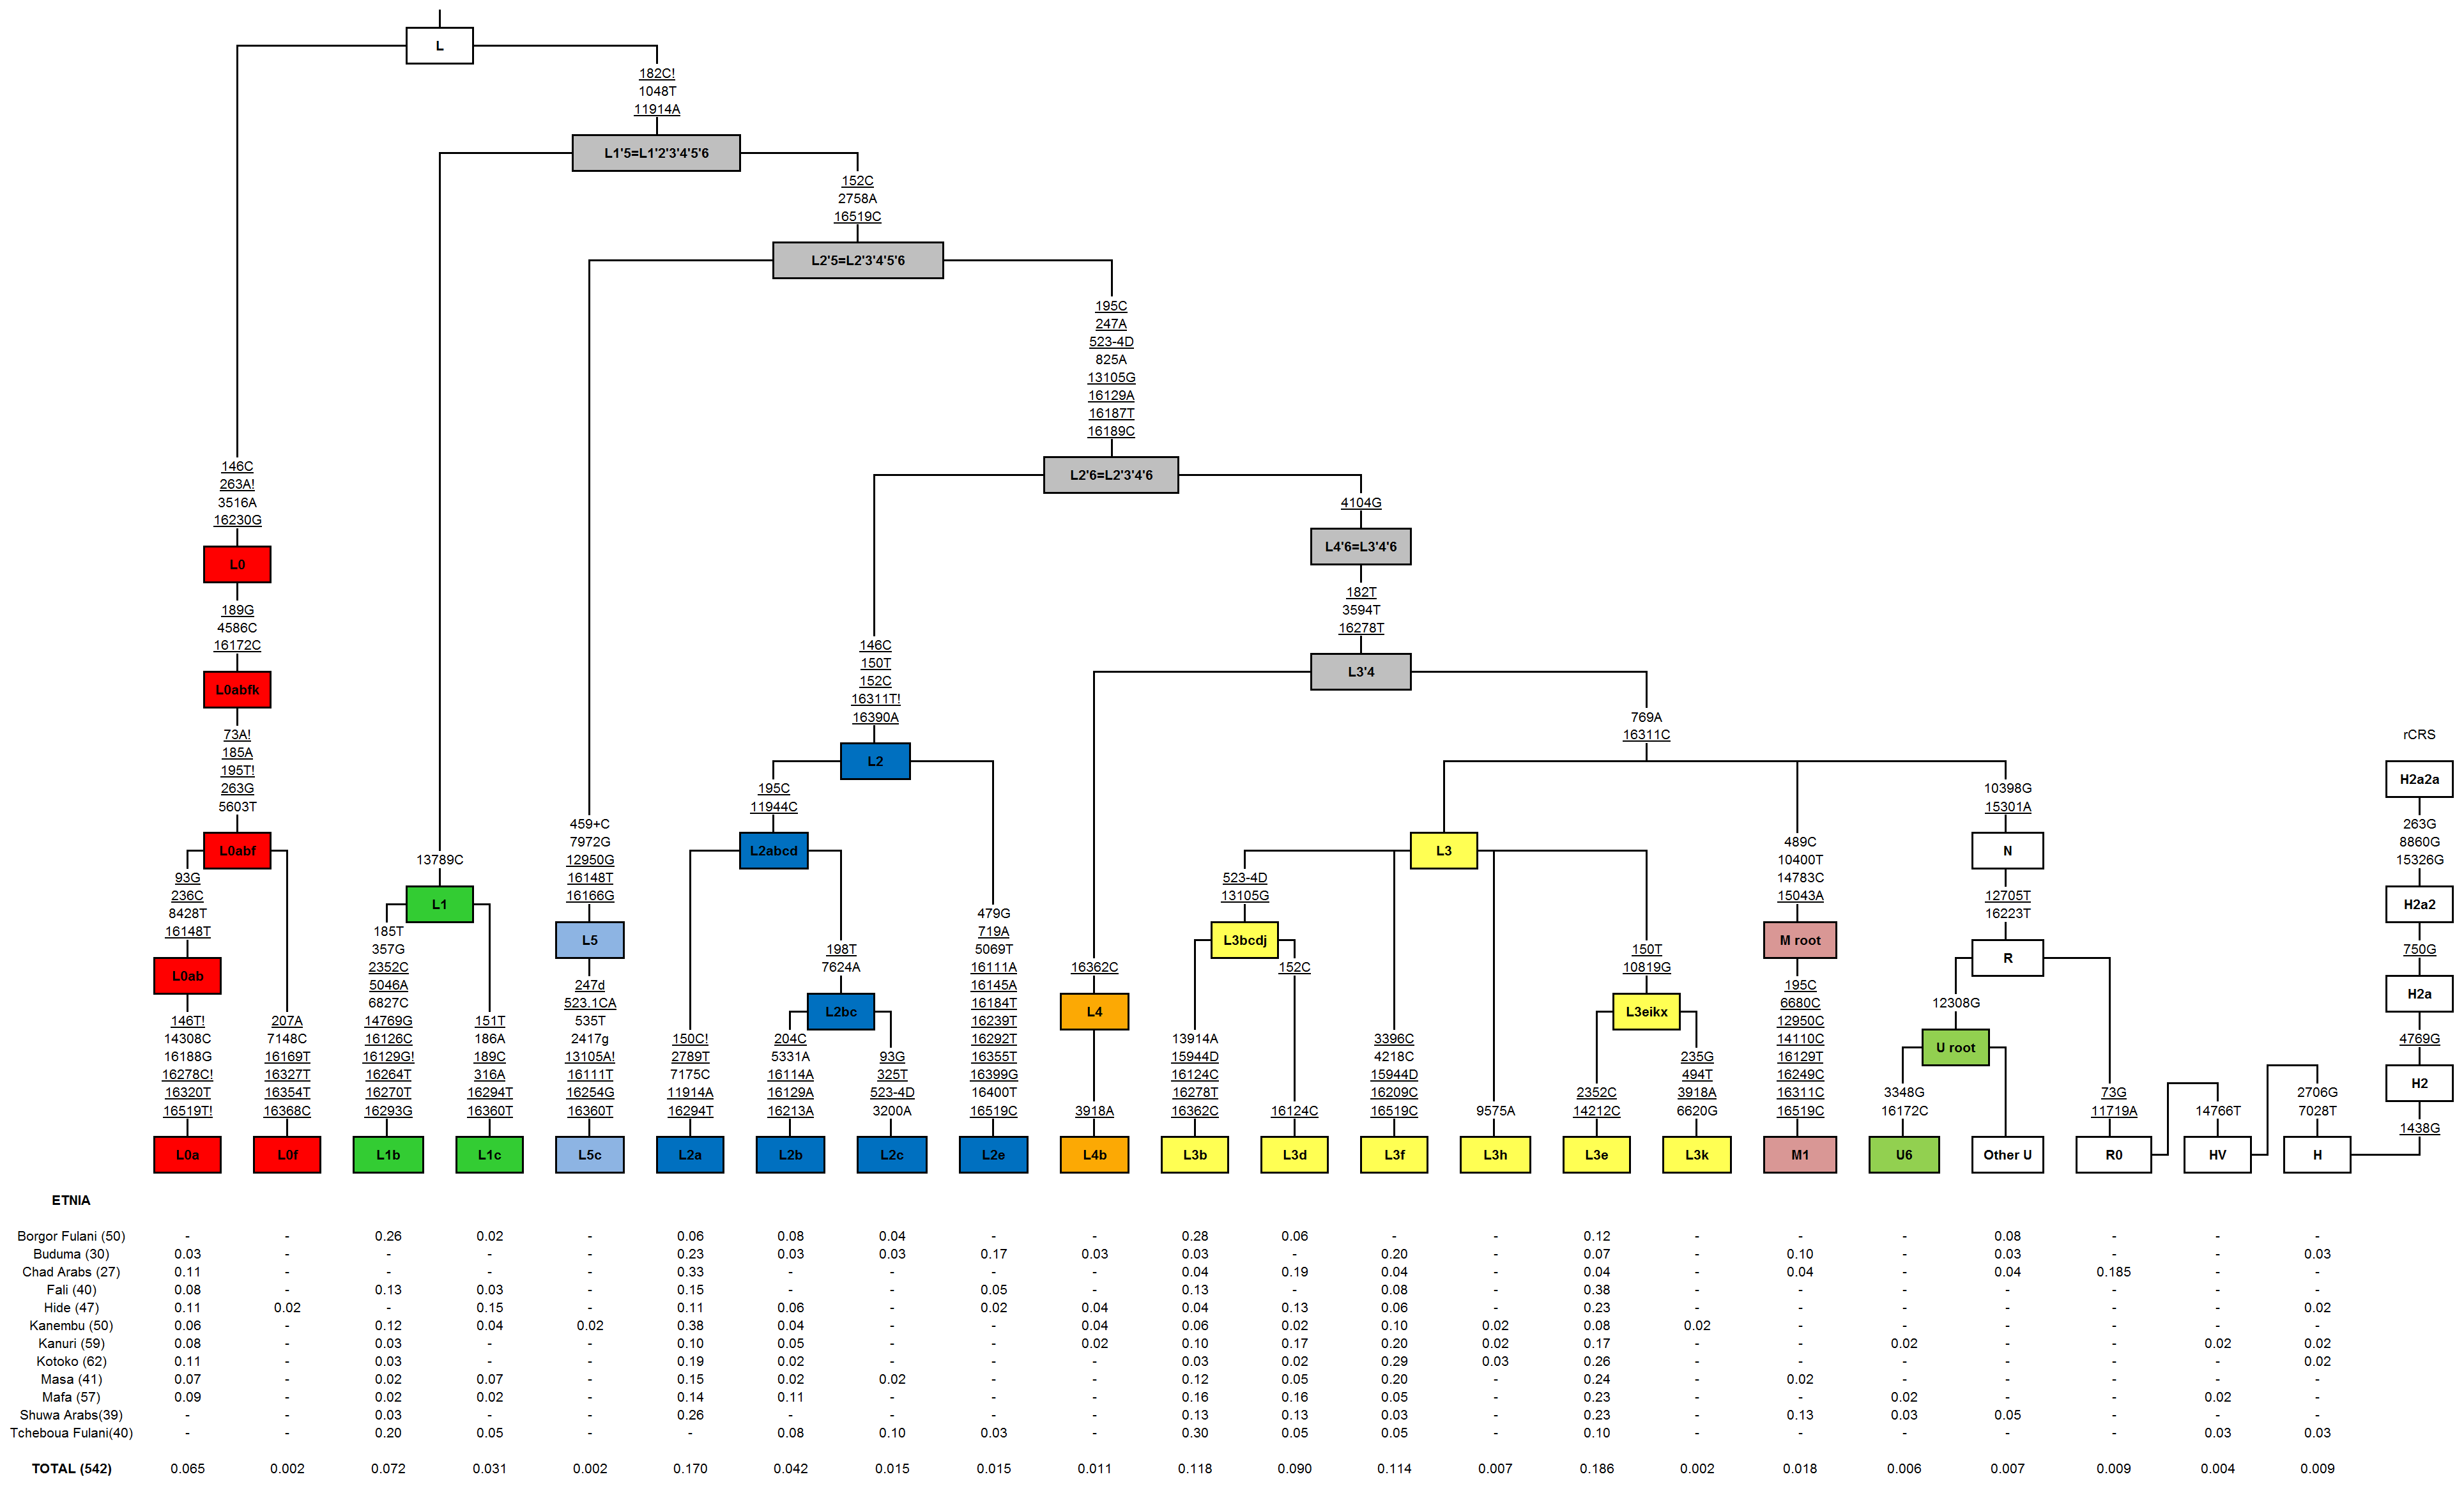 L
182C!
1048T
11914A
L1'5=L1'2'3'4'5'6
152C
2758A
16519C
L2'5=L2'3'4'5'6
195C
247A
523-4D
825A
13105G
16129A
16187T
16189C
L2'6=L2'3'4'6
4104G
L4'6=L3'4'6
182T
3594T
16278T
L3'4
146C
263A!
3516A
16230G
L0
189G
4586C
16172C
L0abfk
73A!
185A
195T!
263G
5603T
L0abf
93G
236C
8428T
16148T
L0ab
146T!
14308C
16188G
16278C!
16320T
16519T!
L0a
207A
7148C
16169T
16327T
16354T
16368C
L0f
13789C
L1
185T
357G
2352C
5046A
6827C
14769G
16126C
16129G!
16264T
16270T
16293G
L1b
151T
186A
189C
316A
16294T
16360T
L1c
459+C
7972G
12950G
16148T
16166G
L5
247d
523.1CA
535T
2417g
13105A!
16111T
16254G
16360T
L5c
146C
150T
152C
16311T!
16390A
L2
195C
11944C
L2abcd
150C!
2789T
7175C
11914A
16294T
L2a
198T
7624A
L2bc
204C
5331A
16114A
16129A
16213A
L2b
93G
325T
523-4D
3200A
L2c
479G
719A
5069T
16111A
16145A
16184T
16239T
16292T
16355T
16399G
16400T
16519C
L2e
16362C
L4
3918A
L4b
769A
16311C
L3
523-4D
13105G
L3bcdj
13914A
15944D
16124C
16278T
16362C
L3b
152C
16124C
L3d
3396C
4218C
15944D
16209C
16519C
L3f
9575A
L3h
150T
10819G
L3eikx
2352C
14212C
L3e
235G
494T
3918A
6620G
L3k
489C
10400T
14783C
15043A
M root
195C
6680C
12950C
14110C
16129T
16249C
16311C
16519C
M1
10398G
15301A
N
12705T
16223T
R
12308G
U root
3348G
16172C
U6
Other U
73G
11719A
R0
14766T
HV
2706G
7028T
H
rCRS
H2a2a
263G
8860G
15326G
H2a2
750G
H2a
4769G
H2
1438G
ETNIA
Borgor Fulani (50) - - 0.26 0.02 - 0.06 0.08 0.04 - - 0.28 0.06 - - 0.12 - - - 0.08 - - -
Buduma (30) 0.03 - - - - 0.23 0.03 0.03 0.17 0.03 0.03 - 0.20 - 0.07 - 0.10 - 0.03 - - 0.03
Chad Arabs (27) 0.11 - - - - 0.33 - - - - 0.04 0.19 0.04 - 0.04 - 0.04 - 0.04 0.185 - -
Fali (40) 0.08 - 0.13 0.03 - 0.15 - - 0.05 - 0.13 - 0.08 - 0.38 - - - - - - -
Hide (47) 0.11 0.02 - 0.15 - 0.11 0.06 - 0.02 0.04 0.04 0.13 0.06 - 0.23 - - - - - - 0.02
Kanembu (50) 0.06 - 0.12 0.04 0.02 0.38 0.04 - - 0.04 0.06 0.02 0.10 0.02 0.08 0.02 - - - - - -
Kanuri (59) 0.08 - 0.03 - - 0.10 0.05 - - 0.02 0.10 0.17 0.20 0.02 0.17 - - 0.02 - - 0.02 0.02
Kotoko (62) 0.11 - 0.03 - - 0.19 0.02 - - - 0.03 0.02 0.29 0.03 0.26 - - - - - - 0.02
Masa (41) 0.07 - 0.02 0.07 - 0.15 0.02 0.02 - - 0.12 0.05 0.20 - 0.24 - 0.02 - - - - -
Mafa (57) 0.09 - 0.02 0.02 - 0.14 0.11 - - - 0.16 0.16 0.05 - 0.23 - - 0.02 - - 0.02 -
Shuwa Arabs(39) - - 0.03 - - 0.26 - - - - 0.13 0.13 0.03 - 0.23 - 0.13 0.03 0.05 - - -
Tcheboua Fulani(40) - - 0.20 0.05 - - 0.08 0.10 0.03 - 0.30 0.05 0.05 - 0.10 - - - - - 0.03 0.03
TOTAL (542) 0.065 0.002 0.072 0.031 0.002 0.170 0.042 0.015 0.015 0.011 0.118 0.090 0.114 0.007 0.186 0.002 0.018 0.006 0.007 0.009 0.004 0.009